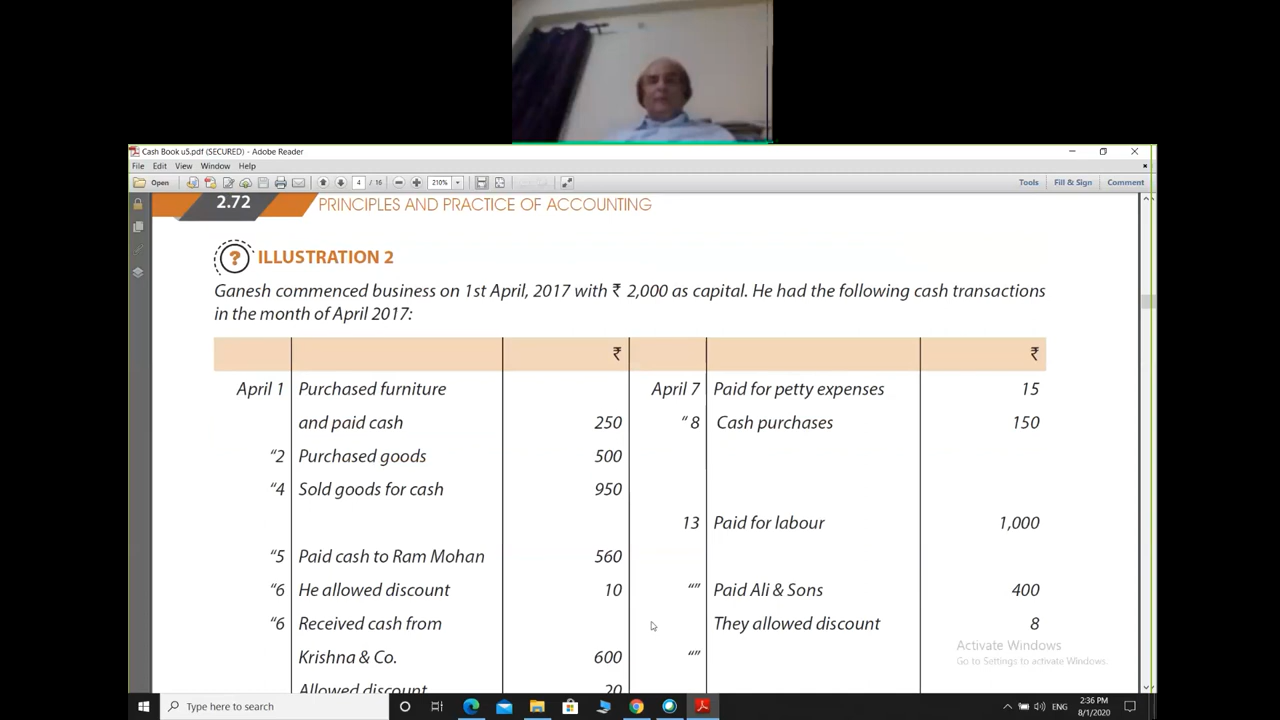 Cash Book u5.pdf (SECURED) - Adobe Reader
File Edit View Window Help
Open 4 / 16 210% Tools Fill & Sign Comment
2.72 PRINCIPLES AND PRACTICE OF ACCOUNTING
? ILLUSTRATION 2
Ganesh commenced business on 1st April, 2017 with ₹ 2,000 as capital. He had the following cash transactions
in the month of April 2017:
₹ ₹
April 1 Purchased furniture April 7 Paid for petty expenses 15
and paid cash 250 “ 8 Cash purchases 150
“2 Purchased goods 500
“4 Sold goods for cash 950
13 Paid for labour 1,000
“5 Paid cash to Ram Mohan 560
“6 He allowed discount 10 “” Paid Ali & Sons 400
“6 Received cash from They allowed discount 8
Krishna & Co. 600 “”
Allowed discount 20
Activate Windows
Go to Settings to activate Windows.
Type here to search
ENG
2:36 PM
8/1/2020